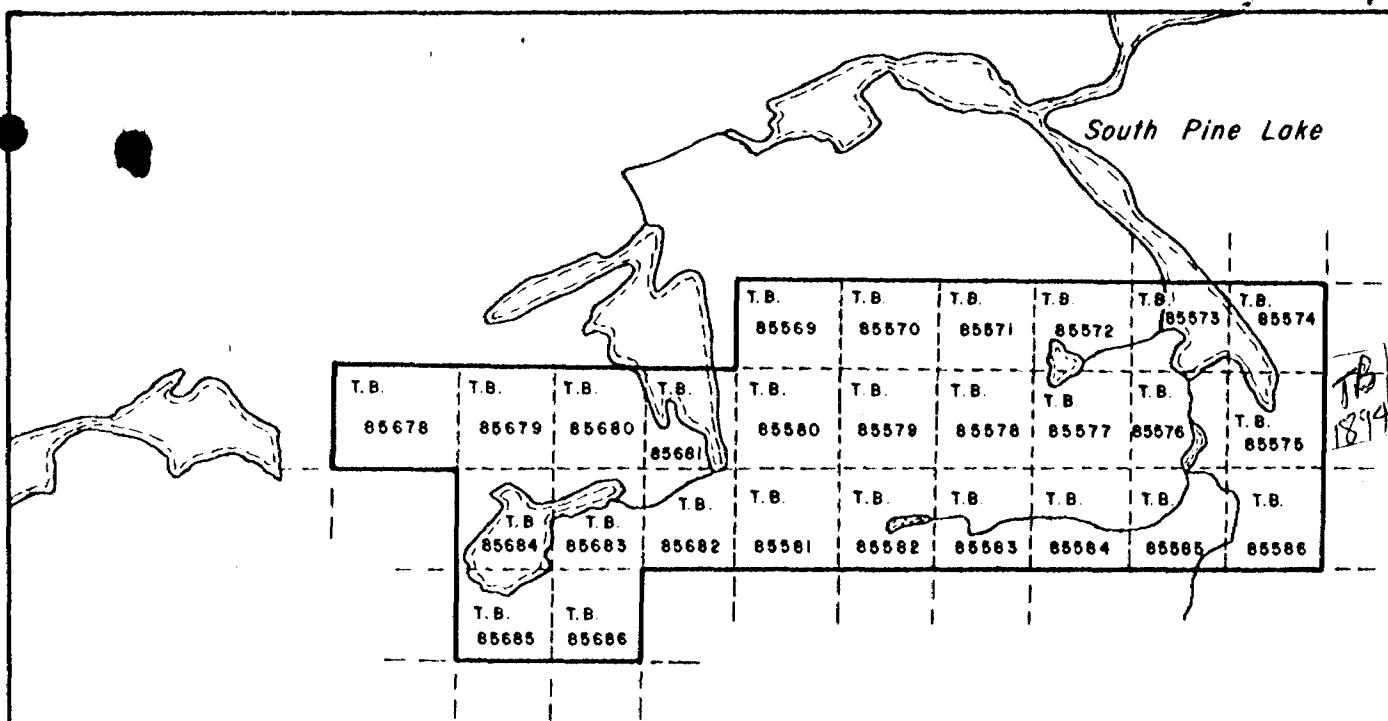 South Pine Lake
T.B. T.B. T.B. T.B. T.B. T.B.
85569 85570 85571 85572 85573 85574
T.B. T.B. T.B. T.B. T.B. T.B. T.B. T.B. T.B T.B. T.B.
85678 85679 85680 85681 85580 85579 85578 85577 85576 85575
TB
1894
T.B T.B. T.B. T.B. T.B. T.B. T.B. T.B. T.B.
85684 85683 85682 85581 85582 85583 85584 85585 85586
T.B. T.B.
85685 85686